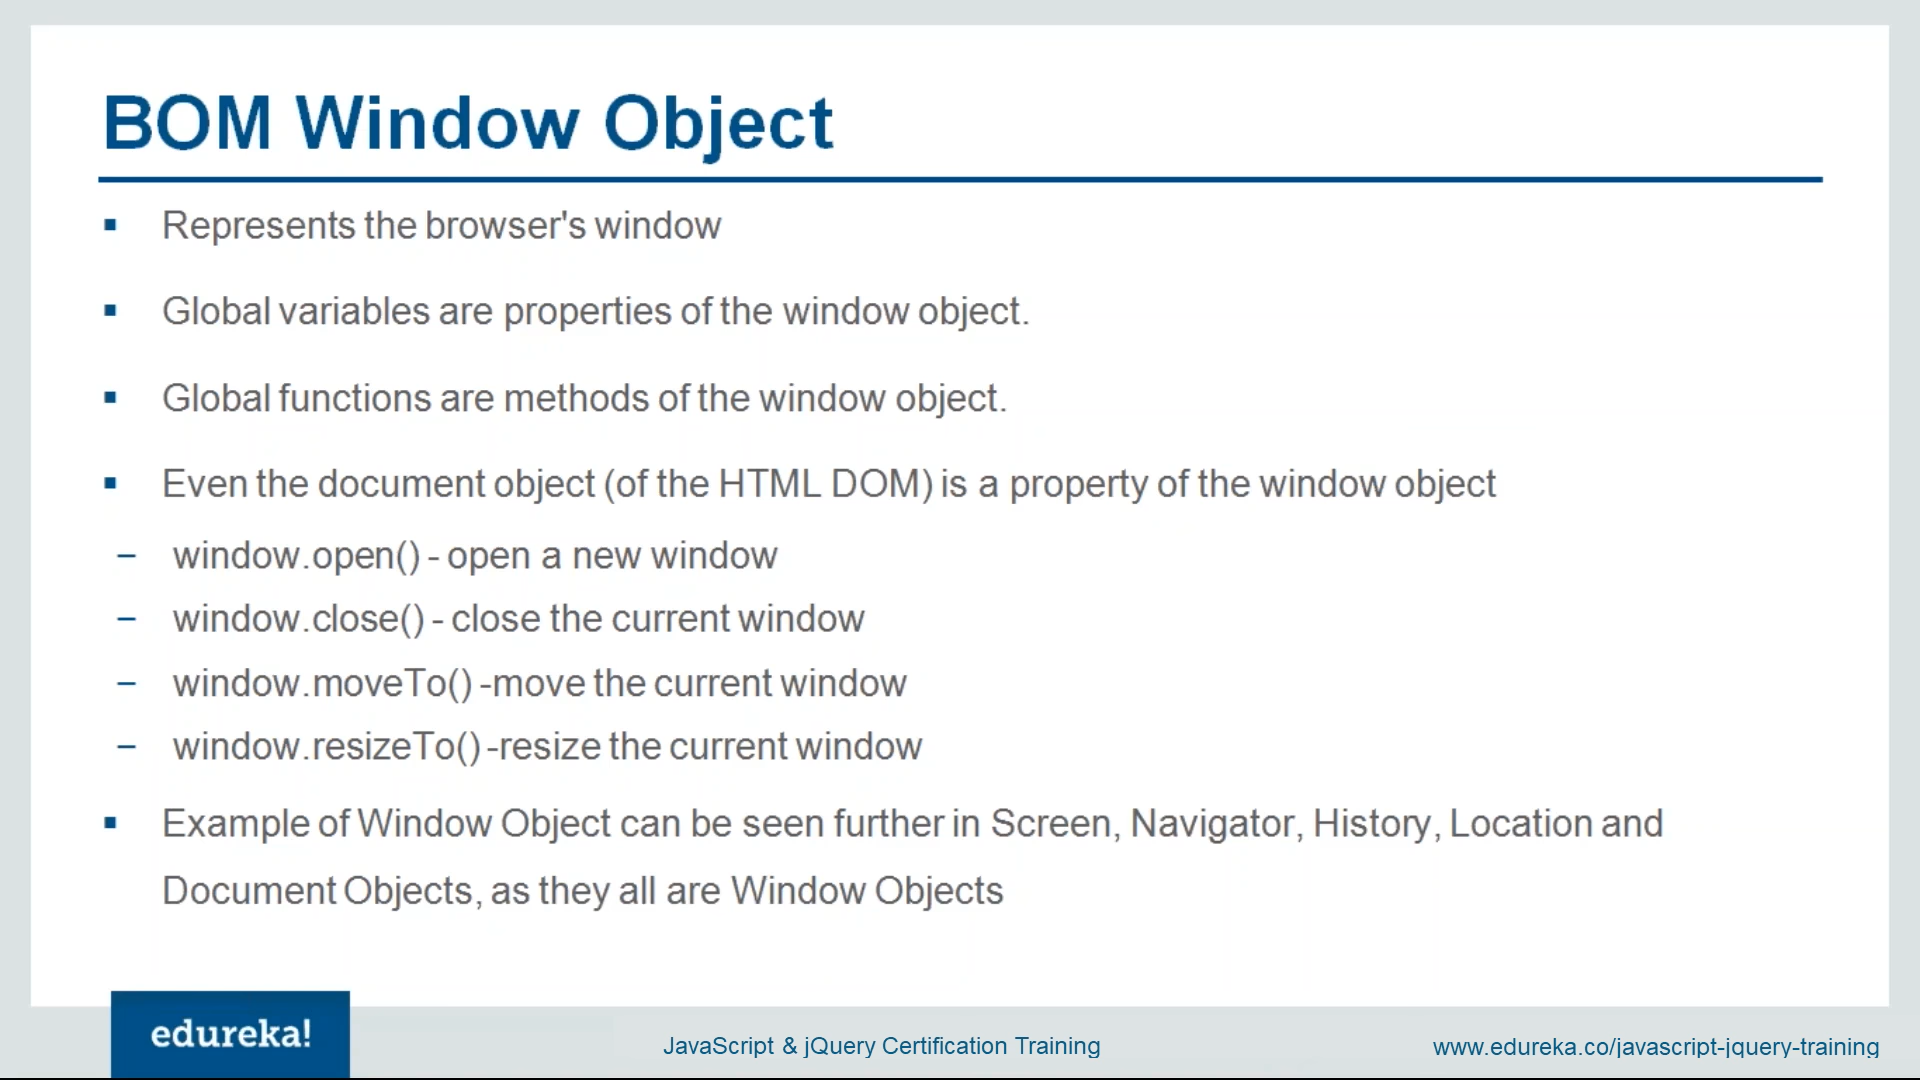 BOM Window Object
▪ Represents the browser's window
▪ Global variables are properties of the window object.
▪ Global functions are methods of the window object.
▪ Even the document object (of the HTML DOM) is a property of the window object
– window.open() - open a new window
– window.close() - close the current window
– window.moveTo() -move the current window
– window.resizeTo() -resize the current window
▪ Example of Window Object can be seen further in Screen, Navigator, History, Location and
Document Objects, as they all are Window Objects
edureka!
JavaScript & jQuery Certification Training
www.edureka.co/javascript-jquery-training